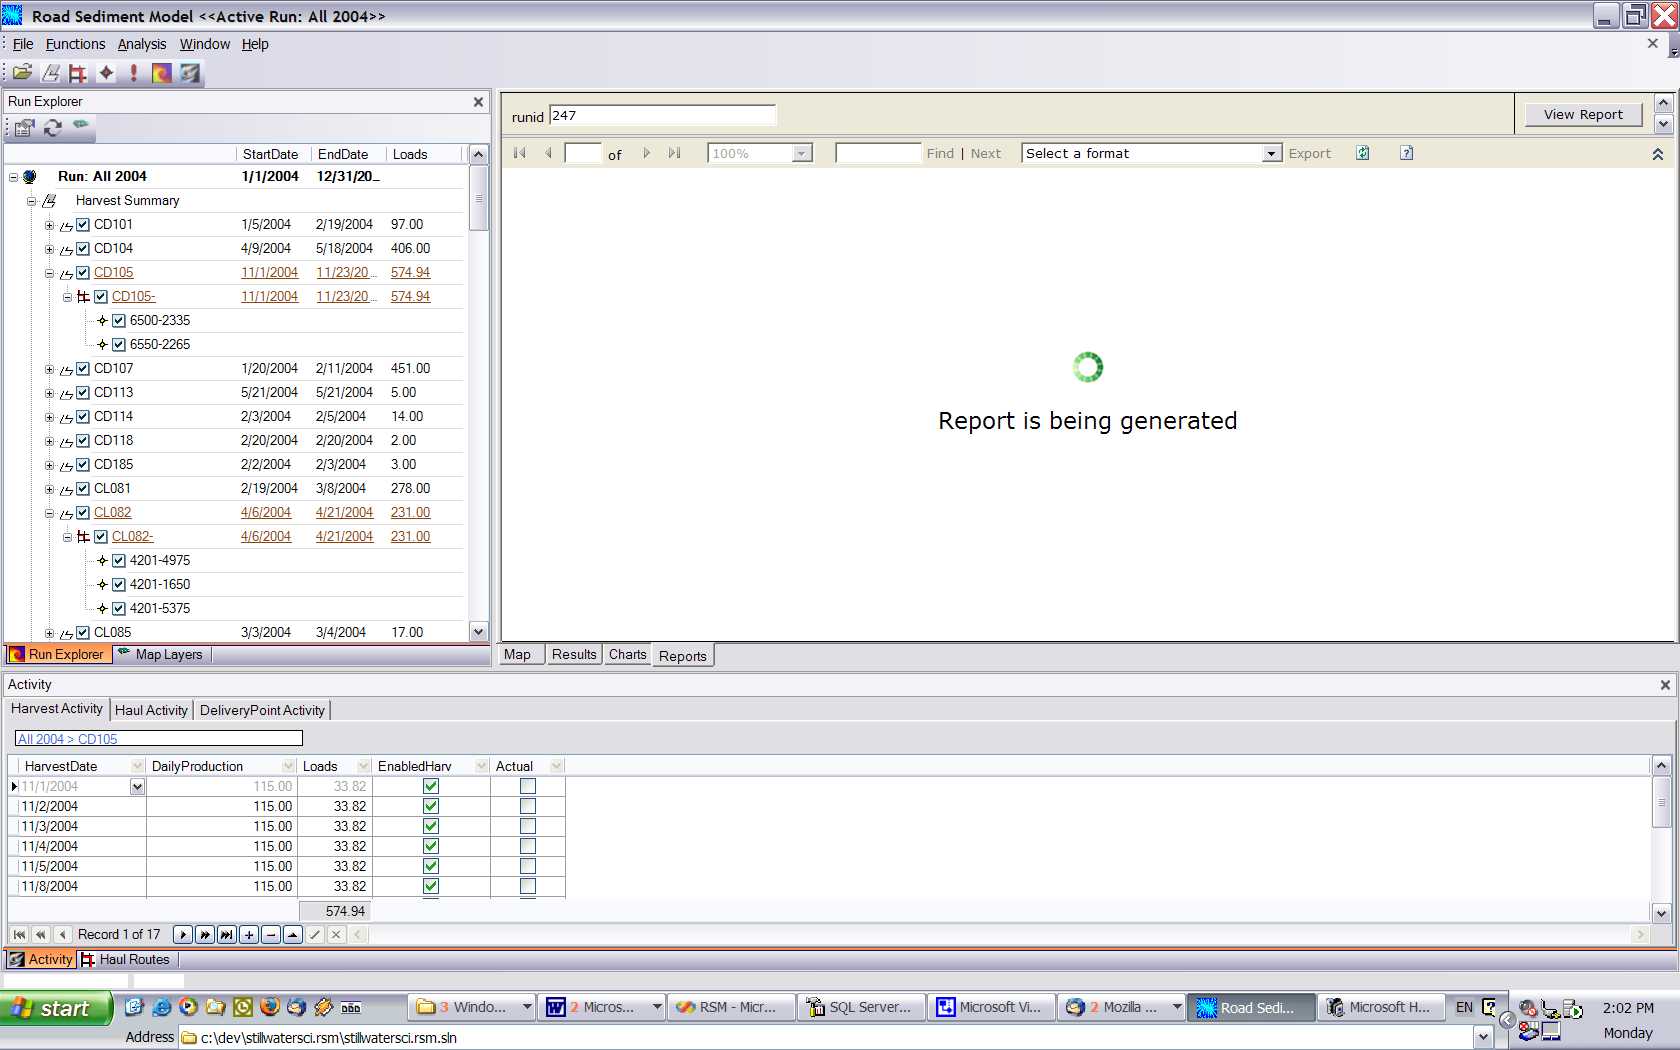 Road Sediment Model <<Active Run: All 2004>>
File Functions Analysis Window Help
Run Explorer
StartDate EndDate Loads
Run: All 2004 1/1/2004 12/31/20...
Harvest Summary
CD101 1/5/2004 2/19/2004 97.00
CD104 4/9/2004 5/18/2004 406.00
CD105 11/1/2004 11/23/20... 574.94
CD105- 11/1/2004 11/23/20... 574.94
6500-2335
6550-2265
CD107 1/20/2004 2/11/2004 451.00
CD113 5/21/2004 5/21/2004 5.00
CD114 2/3/2004 2/5/2004 14.00
CD118 2/20/2004 2/20/2004 2.00
CD185 2/2/2004 2/3/2004 3.00
CL081 2/19/2004 3/8/2004 278.00
CL082 4/6/2004 4/21/2004 231.00
CL082- 4/6/2004 4/21/2004 231.00
4201-4975
4201-1650
4201-5375
CL085 3/3/2004 3/4/2004 17.00
Run Explorer Map Layers
runid 247 View Report
of 100% Find | Next Select a format Export
Report is being generated
Map Results Charts Reports
Activity
Harvest Activity Haul Activity DeliveryPoint Activity
All 2004 > CD105
HarvestDate DailyProduction Loads EnabledHarv Actual
11/1/2004 115.00 33.82
11/2/2004 115.00 33.82
11/3/2004 115.00 33.82
11/4/2004 115.00 33.82
11/5/2004 115.00 33.82
11/8/2004 115.00 33.82
574.94
Record 1 of 17
Activity Haul Routes
start 3 Windo... 2 Micros... RSM - Micr... SQL Server... Microsoft Vi... 2 Mozilla ... Road Sedi... Microsoft H... EN 2:02 PM
Address c:\dev\stillwatersci.rsm\stillwatersci.rsm.sln Monday